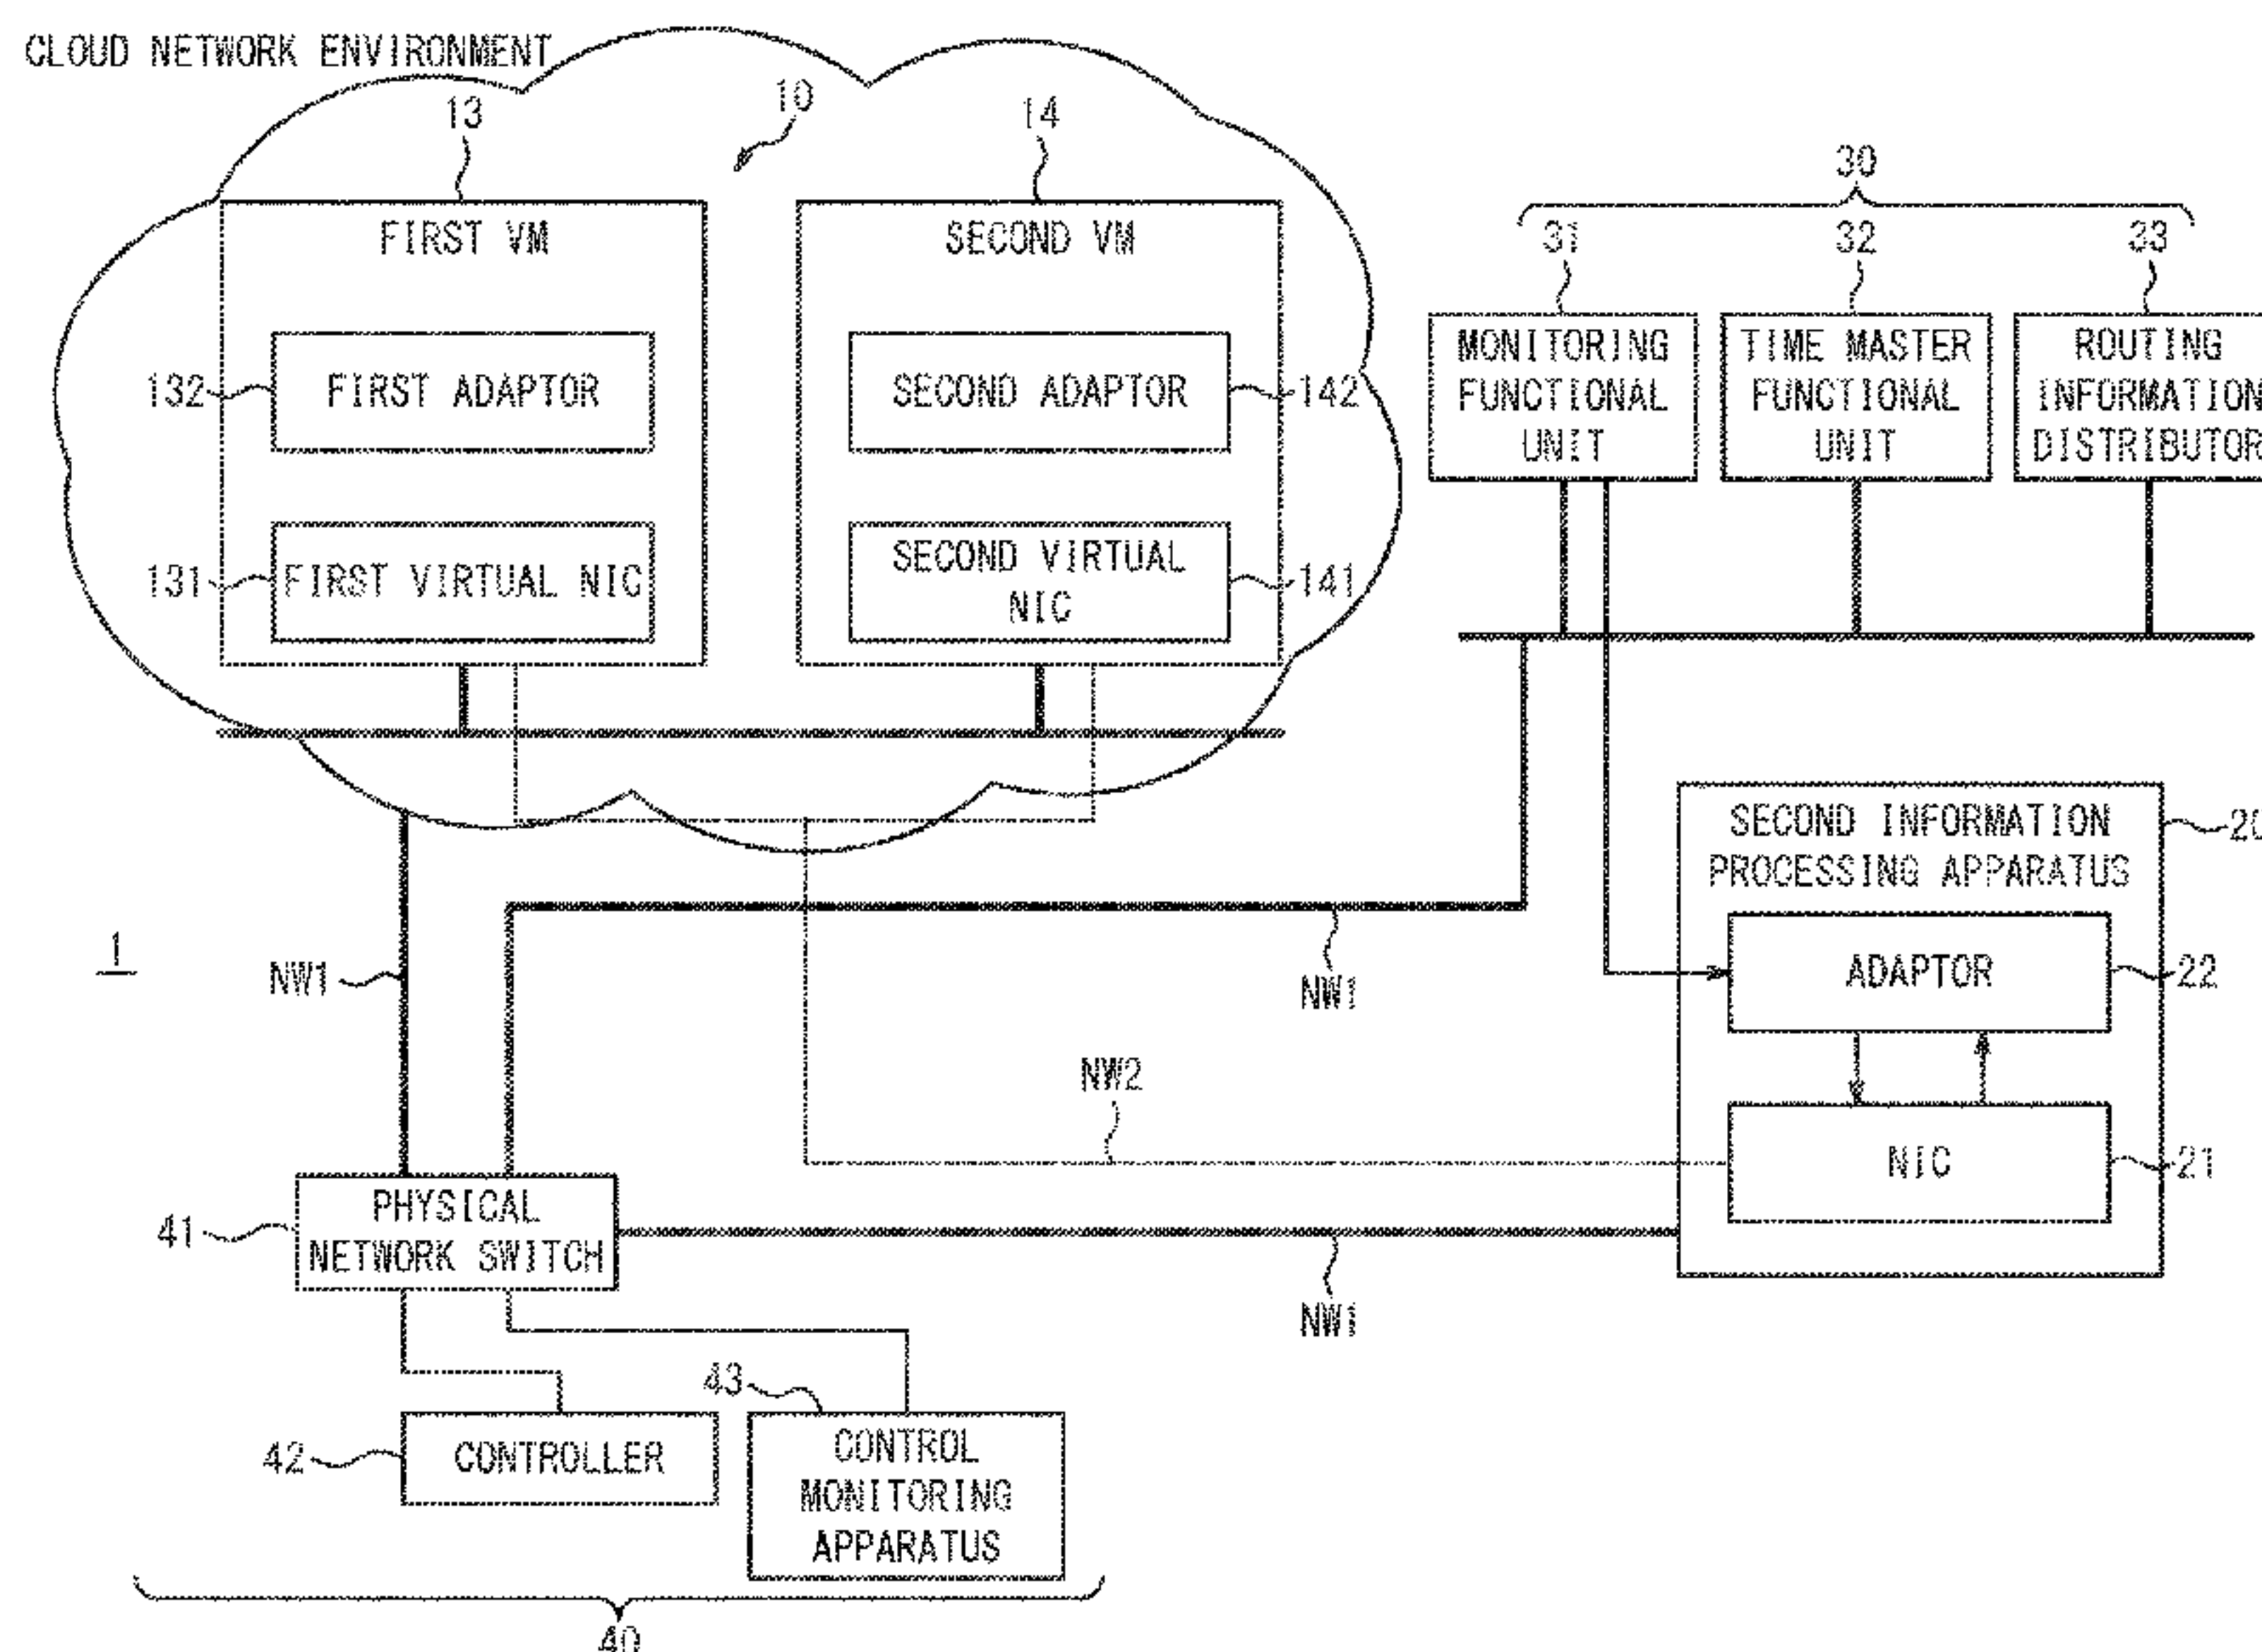 CLOUD NETWORK ENVIRONMENT
10
13
14
FIRST VM
SECOND VM
132
FIRST ADAPTOR
SECOND ADAPTOR
142
131
FIRST VIRTUAL NIC
SECOND VIRTUAL
NIC
141
30
31
32
33
MONITORING
FUNCTIONAL
UNIT
TIME MASTER
FUNCTIONAL
UNIT
ROUTING
INFORMATION
DISTRIBUTOR
SECOND INFORMATION
PROCESSING APPARATUS
20
ADAPTOR
22
NIC
21
1
NW1
NW1
NW2
NW1
41
PHYSICAL
NETWORK SWITCH
42
CONTROLLER
43
CONTROL
MONITORING
APPARATUS
40